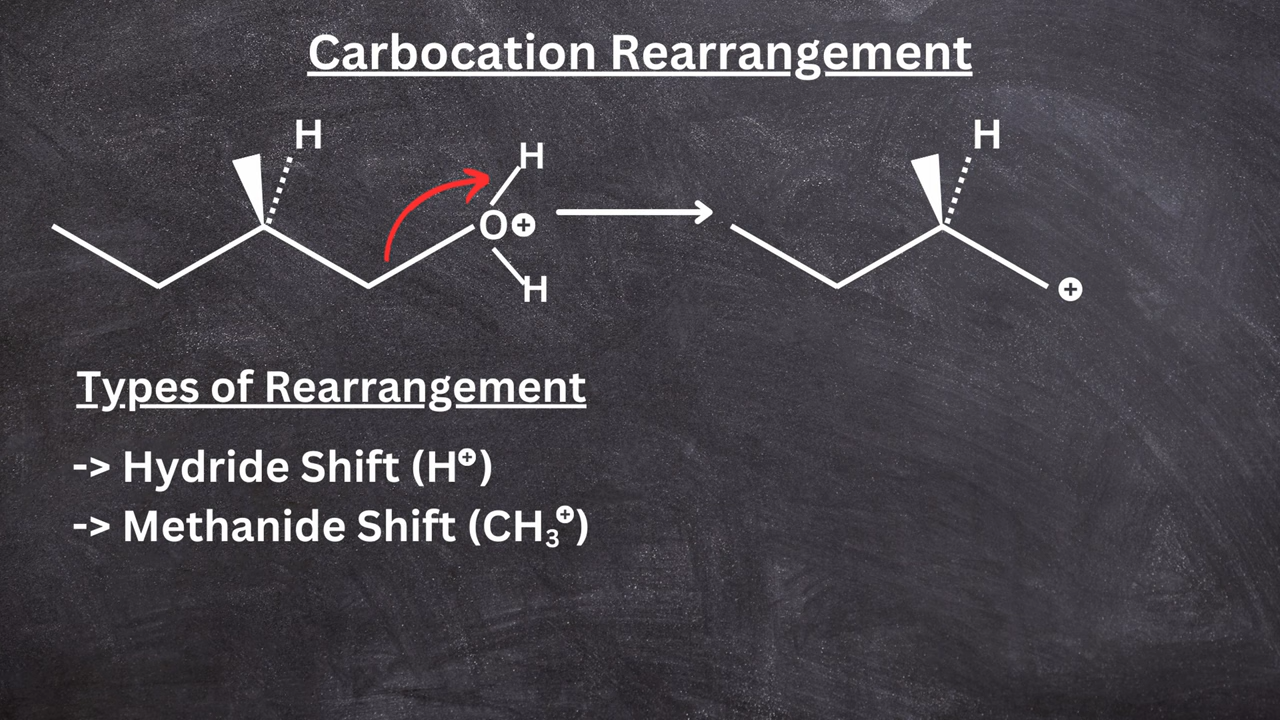 Carbocation Rearrangement
H
H
H
O⊕
H
⊕
Types of Rearrangement
-> Hydride Shift (H⊕)
-> Methanide Shift (CH₃⊕)